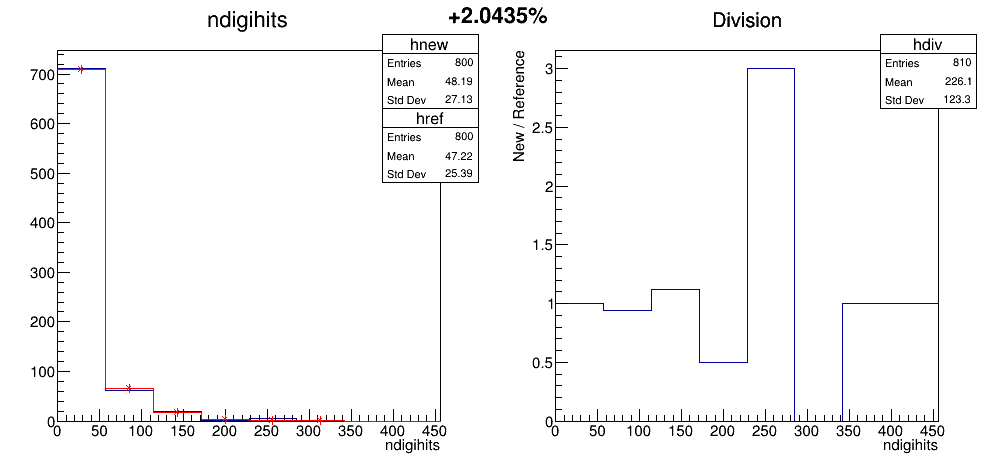 +2.0435%
ndigihits
hnew
Entries 800
Mean 48.19
Std Dev 27.13
href
Entries 800
Mean 47.22
Std Dev 25.39
700
600
500
400
300
200
100
0
0 50 100 150 200 250 300 350 400 450
ndigihits
Division
hdiv
Entries 810
Mean 226.1
Std Dev 123.3
New / Reference
3
2.5
2
1.5
1
0.5
0
0 50 100 150 200 250 300 350 400 450
ndigihits